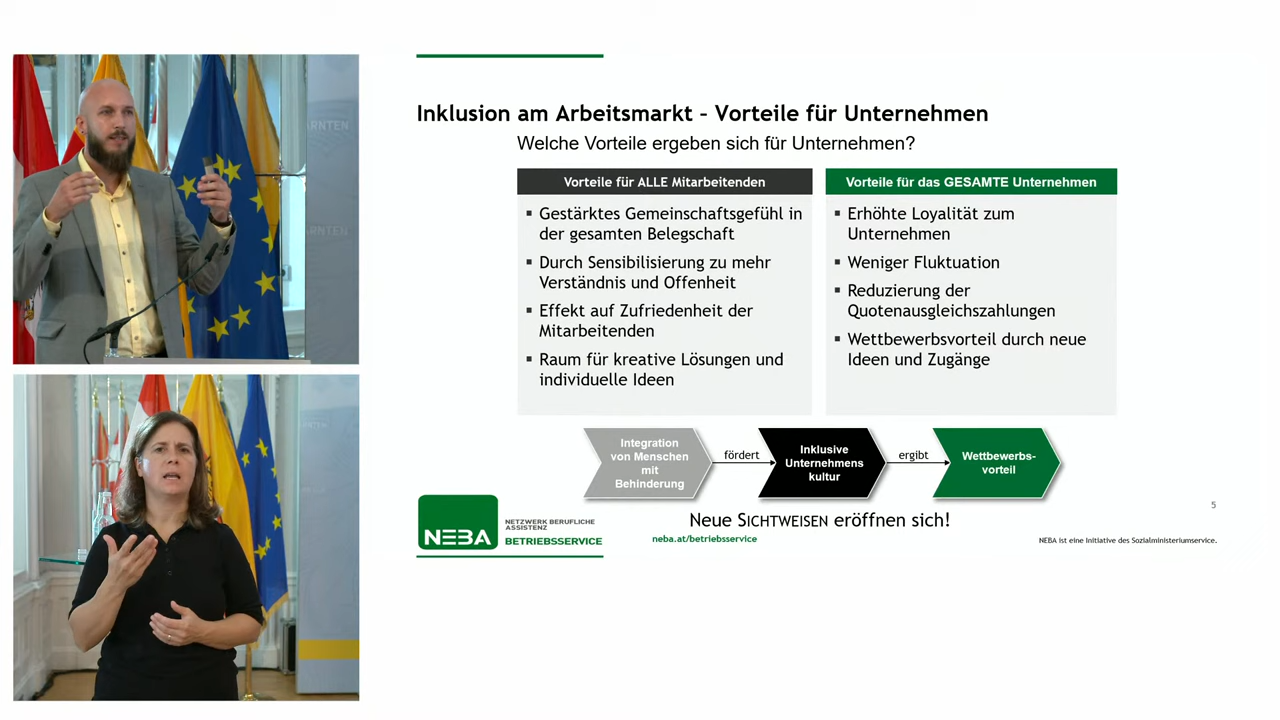 ÄRNTEN
ÄRNTEN
Inklusion am Arbeitsmarkt – Vorteile für Unternehmen
Welche Vorteile ergeben sich für Unternehmen?
Vorteile für ALLE Mitarbeitenden
▪ Gestärktes Gemeinschaftsgefühl in
der gesamten Belegschaft
▪ Durch Sensibilisierung zu mehr
Verständnis und Offenheit
▪ Effekt auf Zufriedenheit der
Mitarbeitenden
▪ Raum für kreative Lösungen und
individuelle Ideen
Vorteile für das GESAMTE Unternehmen
▪ Erhöhte Loyalität zum
Unternehmen
▪ Weniger Fluktuation
▪ Reduzierung der
Quotenausgleichszahlungen
▪ Wettbewerbsvorteil durch neue
Ideen und Zugänge
Integration
von Menschen
mit
Behinderung
fördert
Inklusive
Unternehmens
kultur
ergibt
Wettbewerbs-
vorteil
Neue SICHTWEISEN eröffnen sich!
5
NEBA
NETZWERK BERUFLICHE
ASSISTENZ
BETRIEBSSERVICE
neba.at/betriebsservice
NEBA ist eine Initiative des Sozialministeriumservice.